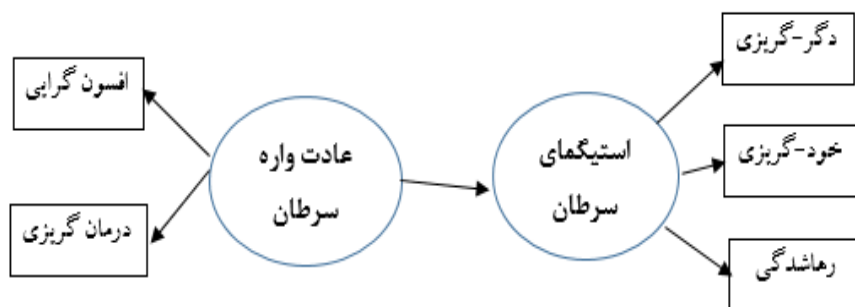 دگر-گریزی
خود-گریزی
رهاشدگی
استیگمای
سرطان
عادت واره
سرطان
افسون گرایی
درمان گریزی